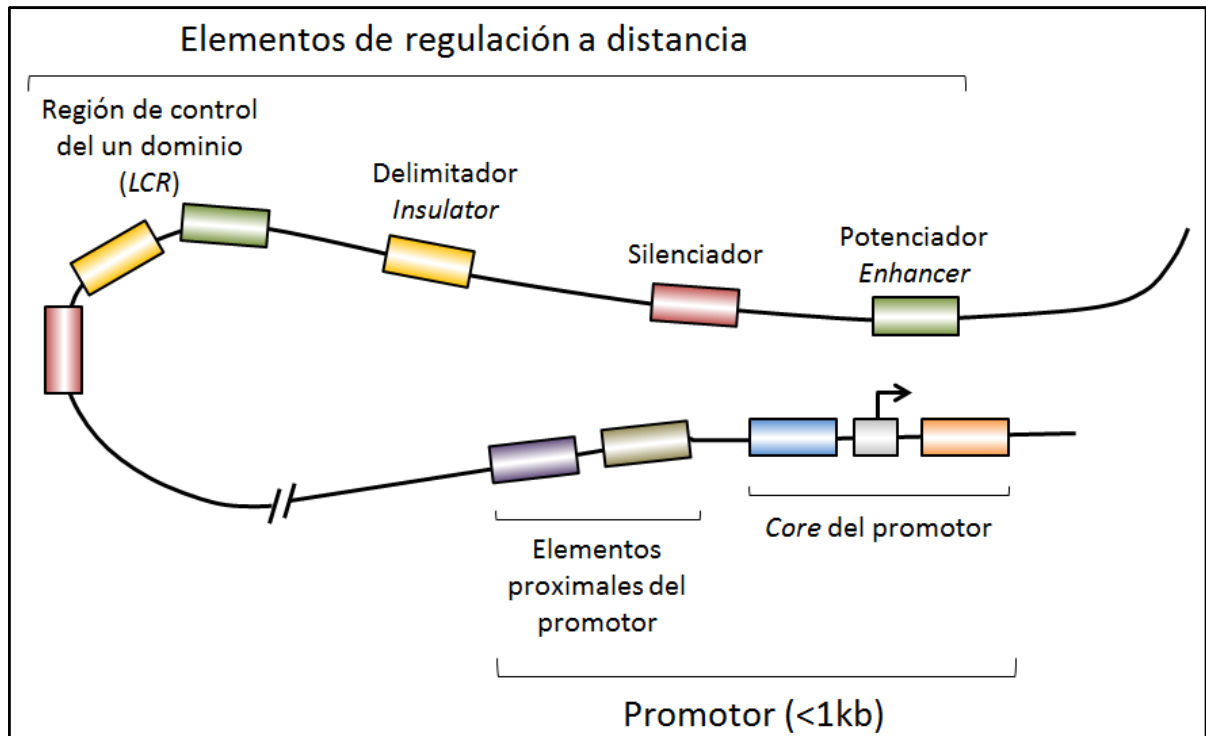 Elementos de regulación a distancia
Región de control
del un dominio
(LCR)
Delimitador
Insulator
Silenciador
Potenciador
Enhancer
Elementos
proximales del
promotor
Core del promotor
Promotor (<1kb)